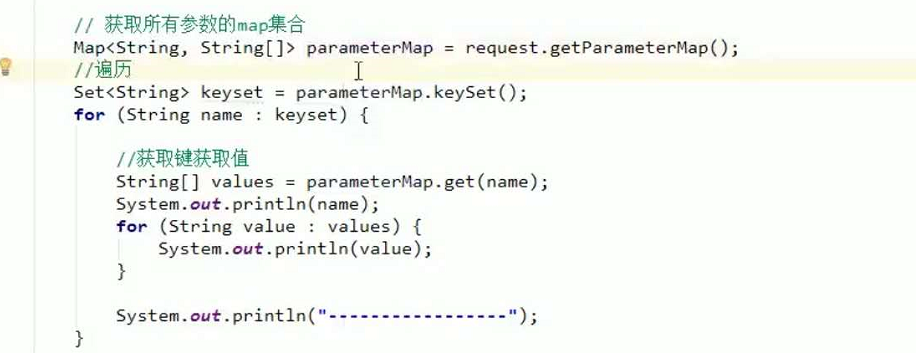 // 获取所有参数的map集合
Map<String, String[]> parameterMap = request.getParameterMap();
//遍历
Set<String> keyset = parameterMap.keySet();
for (String name : keyset) {
//获取键获取值
String[] values = parameterMap.get(name);
System.out.println(name);
for (String value : values) {
System.out.println(value);
}
System.out.println("-----------------");
}